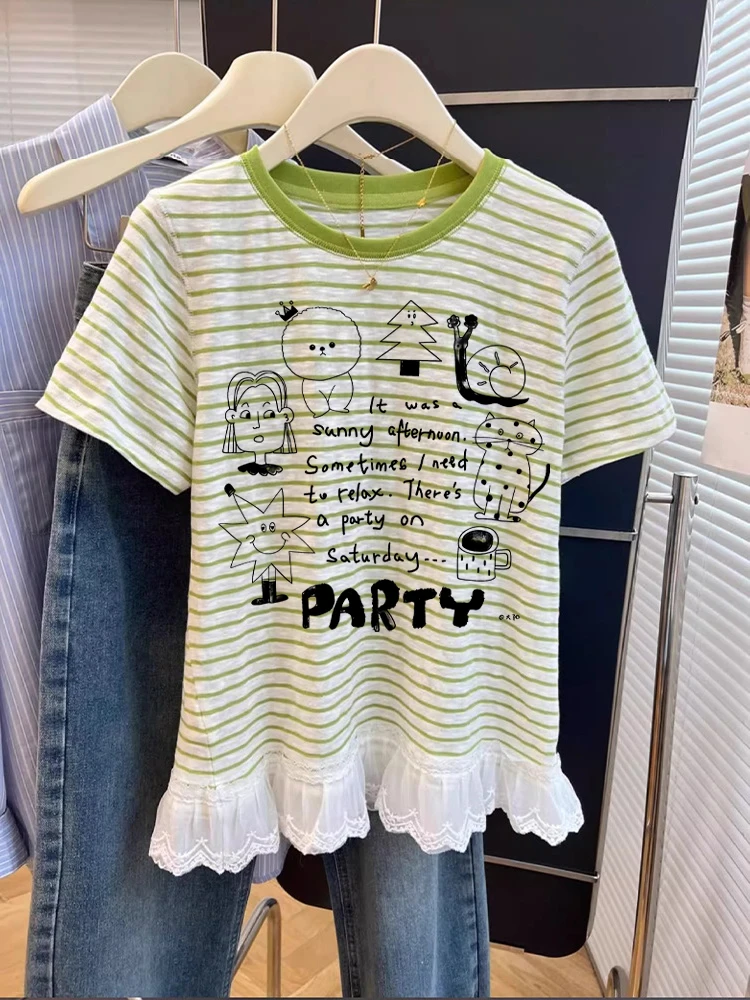 It was a
sunny afternoon.
Sometimes I need
to relax. There's
a party on
Saturday---
PARTY